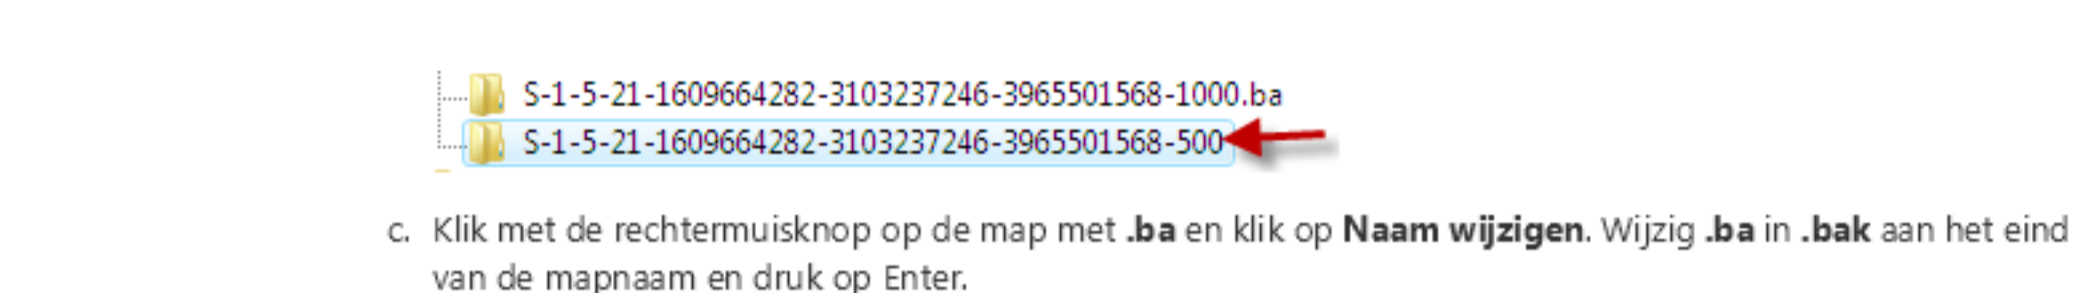 S-1-5-21-1609664282-3103237246-3965501568-1000.ba
S-1-5-21-1609664282-3103237246-3965501568-500
c. Klik met de rechtermuisknop op de map met .ba en klik op Naam wijzigen. Wijzig .ba in .bak aan het eind
van de mapnaam en druk op Enter.